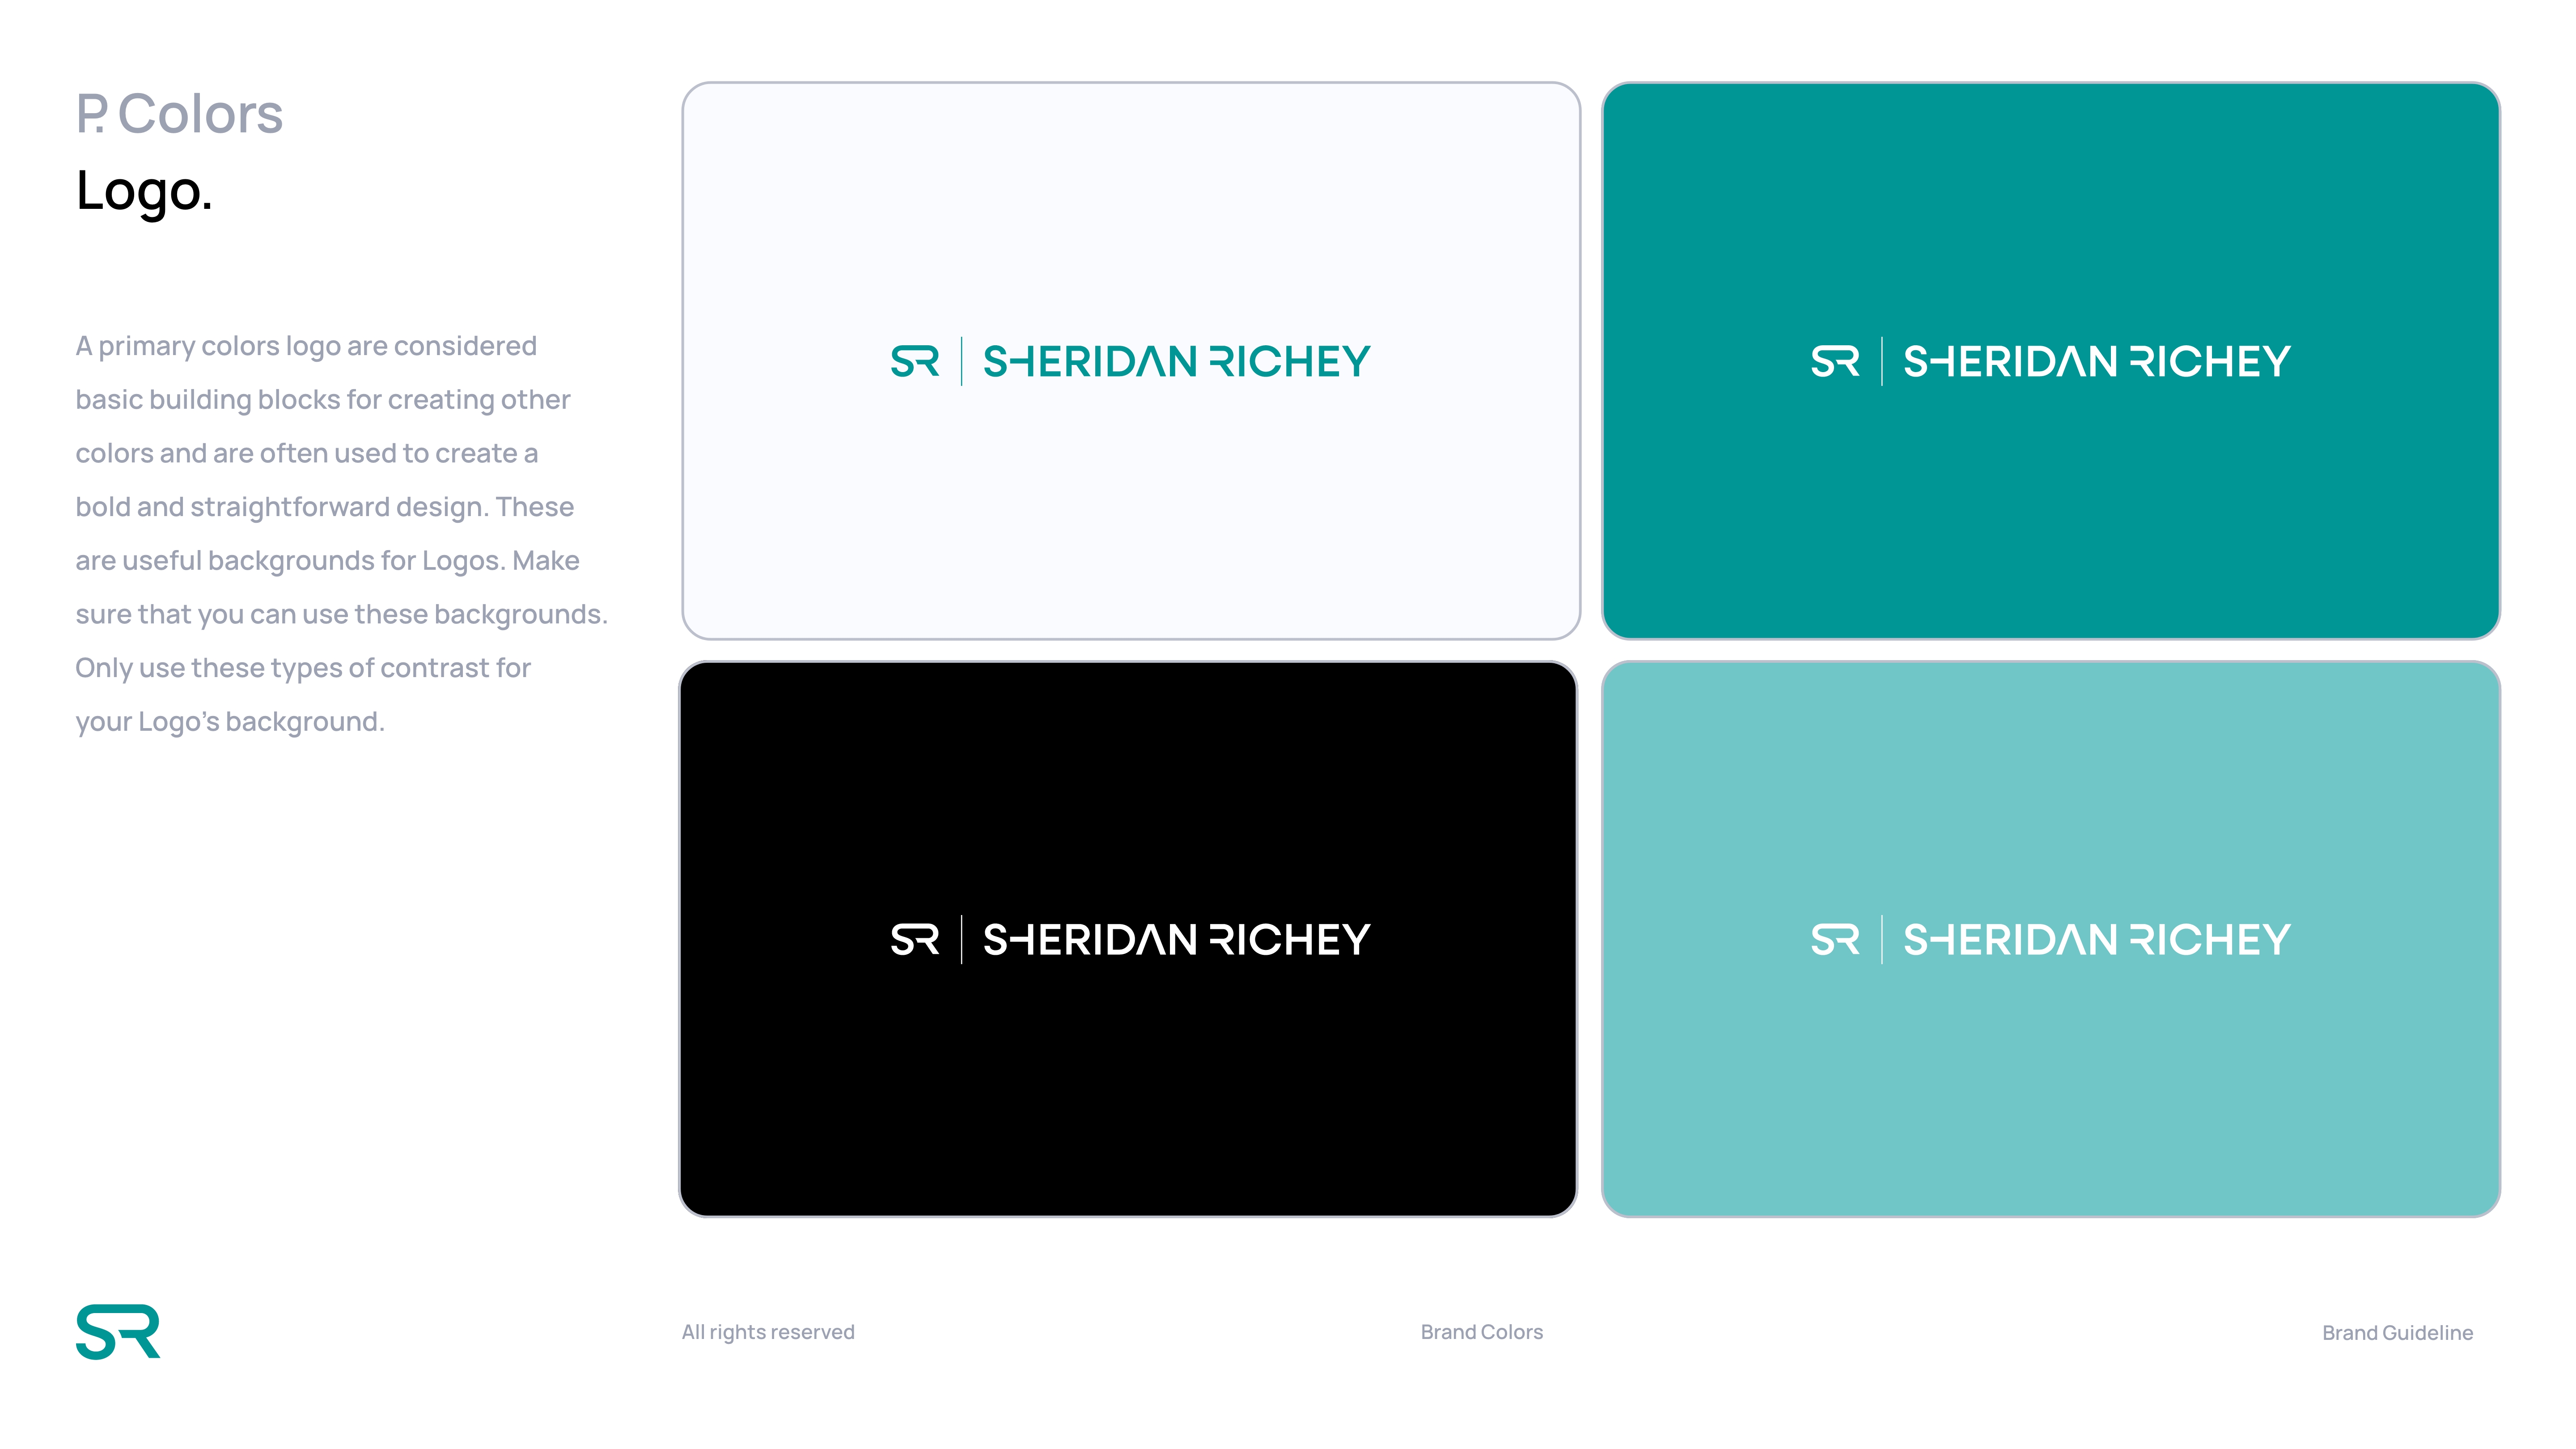 P. Colors
Logo.
A primary colors logo are considered
basic building blocks for creating other
colors and are often used to create a
bold and straightforward design. These
are useful backgrounds for Logos. Make
sure that you can use these backgrounds.
Only use these types of contrast for
your Logo’s background.
SR | SHERIDAN RICHEY
SR | SHERIDAN RICHEY
SR | SHERIDAN RICHEY
SR | SHERIDAN RICHEY
SR
All rights reserved
Brand Colors
Brand Guideline